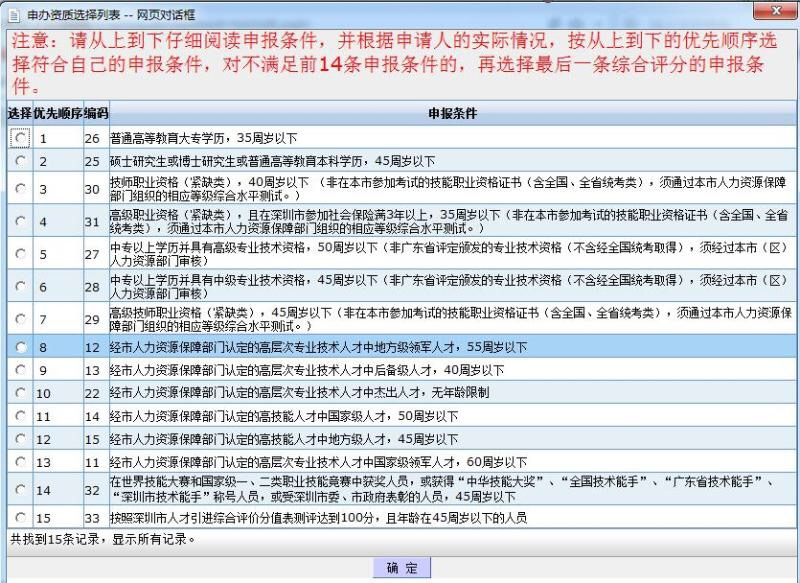 申办资质选择列表 -- 网页对话框
注意：请从上到下仔细阅读申报条件，并根据申请人的实际情况，按从上到下的优先顺序选
择符合自己的申报条件，对不满足前14条申报条件的，再选择最后一条综合评分的申报条
件。
选择 优先顺序 编码 申报条件
1 26 普通高等教育大专学历，35周岁以下
2 25 硕士研究生或博士研究生或普通高等教育本科学历，45周岁以下
3 30 技师职业资格（紧缺类），40周岁以下 （非在本市参加考试的技能职业资格证书（含全国、全省统考类），须通过本市人力资源保障
部门组织的相应等级综合水平测试。）
4 31 高级职业资格（紧缺类），且在深圳市参加社会保险满3年以上，35周岁以下（非在本市参加考试的技能职业资格证书（含全国、全省
统考类），须通过本市人力资源保障部门组织的相应等级综合水平测试。）
5 27 中专以上学历并具有高级专业技术资格，50周岁以下（非广东省评定颁发的专业技术资格（不含经全国统考取得），须经过本市（区）
人力资源部门审核）
6 28 中专以上学历并具有中级专业技术资格，45周岁以下（非广东省评定颁发的专业技术资格（不含经全国统考取得），须经过本市（区）
人力资源部门审核）
7 29 高级技师职业资格（紧缺类），45周岁以下（非在本市参加考试的技能职业资格证书（含全国、全省统考类），须通过本市人力资源保
障部门组织的相应等级综合水平测试。）
8 12 经市人力资源保障部门认定的高层次专业技术人才中地方级领军人才，55周岁以下
9 13 经市人力资源保障部门认定的高层次专业技术人才中后备级人才，40周岁以下
10 22 经市人力资源保障部门认定的高层次专业技术人才中杰出人才，无年龄限制
11 14 经市人力资源保障部门认定的高技能人才中国家级人才，50周岁以下
12 15 经市人力资源保障部门认定的高技能人才中地方级人才，45周岁以下
13 11 经市人力资源保障部门认定的高层次专业技术人才中国家级领军人才，60周岁以下
14 32 在世界技能大赛和国家级一、二类职业技能竞赛中获奖人员，或获得“中华技能大奖”、“全国技术能手”、“广东省技术能手”、
“深圳市技术能手”称号人员，或受深圳市委、市政府表彰的人员，45周岁以下
15 33 按照深圳市人才引进综合评价分值表测评达到100分，且年龄在45周岁以下的人员
共找到15条记录，显示所有记录。
确 定